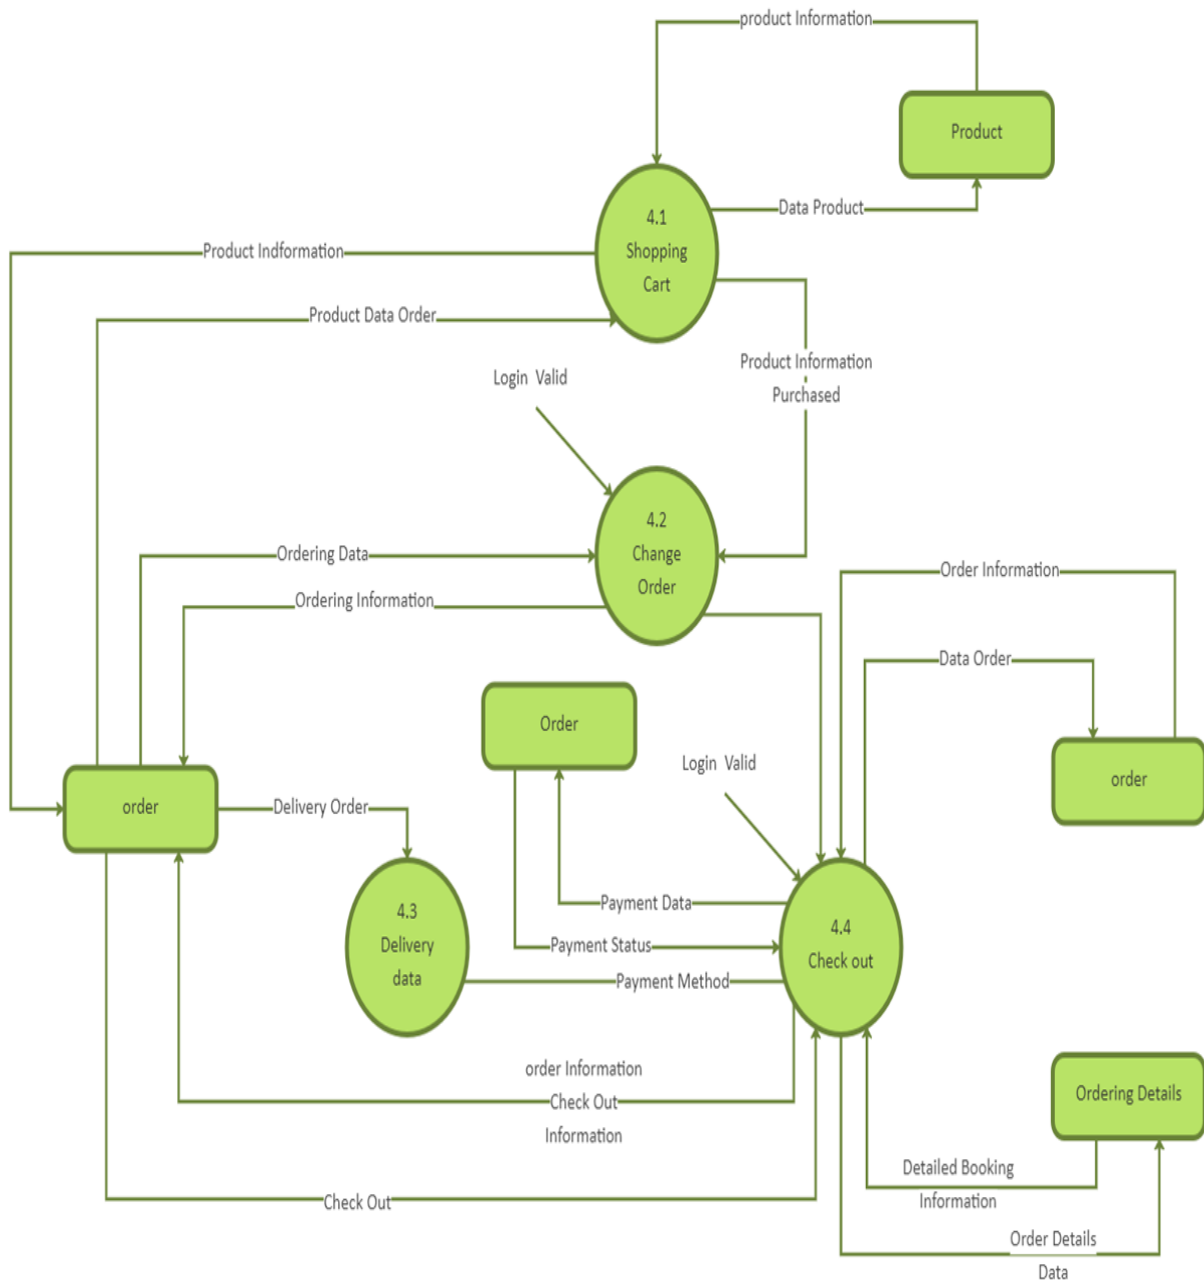 product Information
Product
4.1
Shopping
Cart
Data Product
Product Indformation
Product Data Order
Product Information
Purchased
Login Valid
4.2
Change
Order
Ordering Data
Ordering Information
Order Information
Data Order
Order
Login Valid
order
order
Delivery Order
4.3
Delivery
data
Payment Data
Payment Status
Payment Method
4.4
Check out
order Information
Check Out
Information
Ordering Details
Check Out
Detailed Booking
Information
Order Details
Data